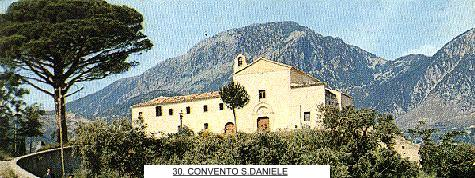 30. CONVENTO S.DANIELE